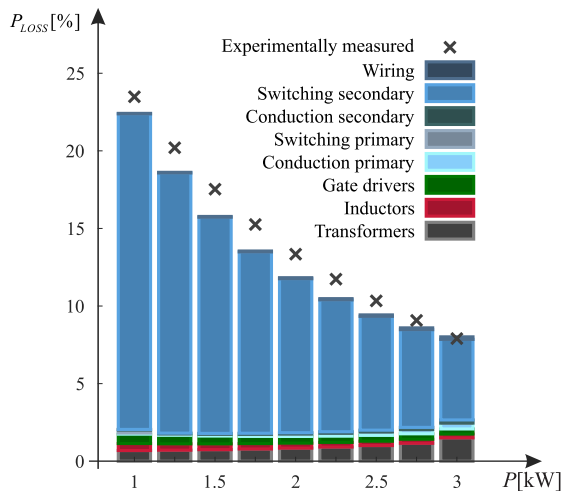 P_LOSS [%]
Experimentally measured
Wiring
Switching secondary
Conduction secondary
Switching primary
Conduction primary
Gate drivers
Inductors
Transformers
25
20
15
10
5
0
1
1.5
2
2.5
3
P[kW]